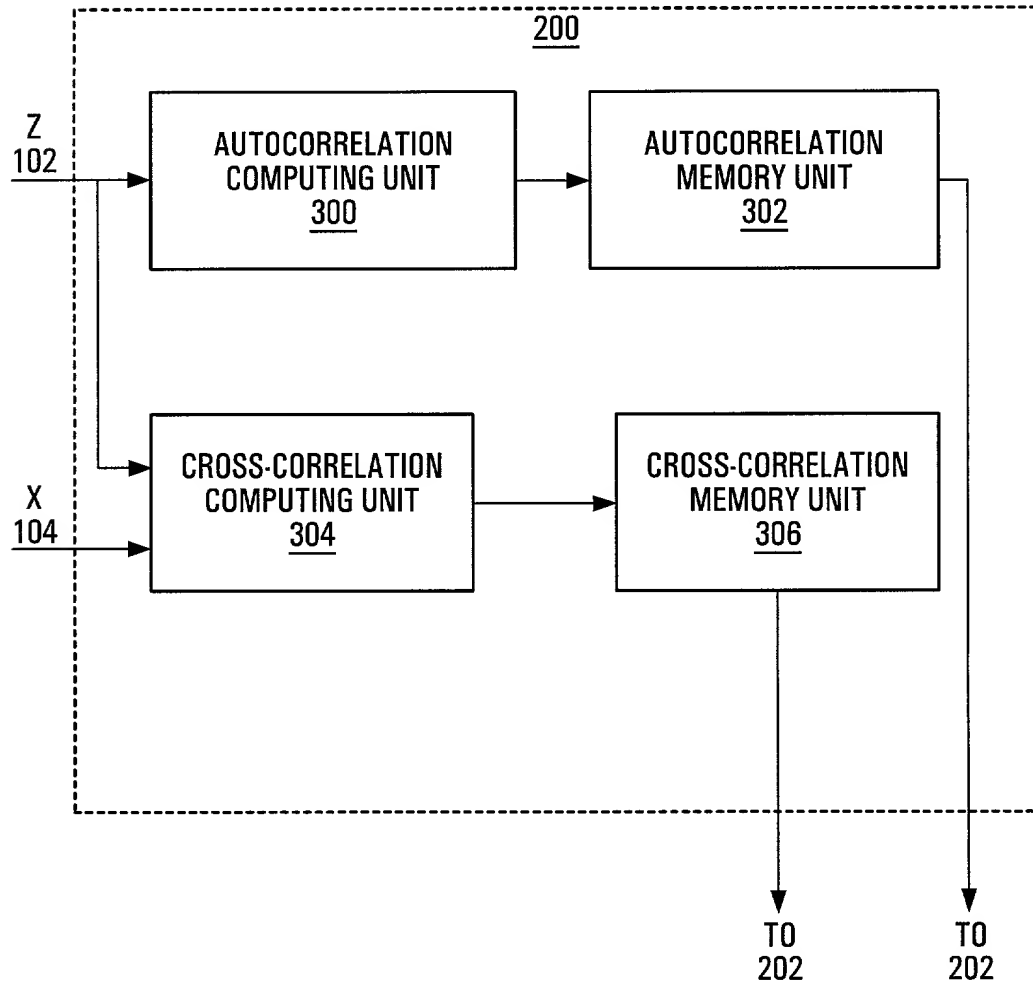 200
Z
102
AUTOCORRELATION
COMPUTING UNIT
300
AUTOCORRELATION
MEMORY UNIT
302
X
104
CROSS-CORRELATION
COMPUTING UNIT
304
CROSS-CORRELATION
MEMORY UNIT
306
TO
202
TO
202